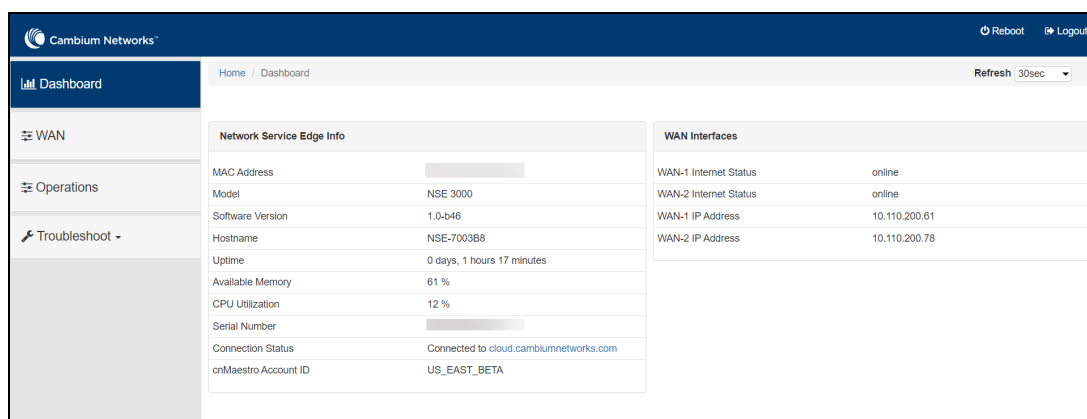 Cambium Networks™
Reboot Logout
Dashboard
Home / Dashboard
Refresh 30sec
WAN
Operations
Troubleshoot
Network Service Edge Info
MAC Address
Model NSE 3000
Software Version 1.0-b46
Hostname NSE-7003B8
Uptime 0 days, 1 hours 17 minutes
Available Memory 61 %
CPU Utilization 12 %
Serial Number
Connection Status Connected to cloud.cambiumnetworks.com
cnMaestro Account ID US_EAST_BETA
WAN Interfaces
WAN-1 Internet Status online
WAN-2 Internet Status online
WAN-1 IP Address 10.110.200.61
WAN-2 IP Address 10.110.200.78